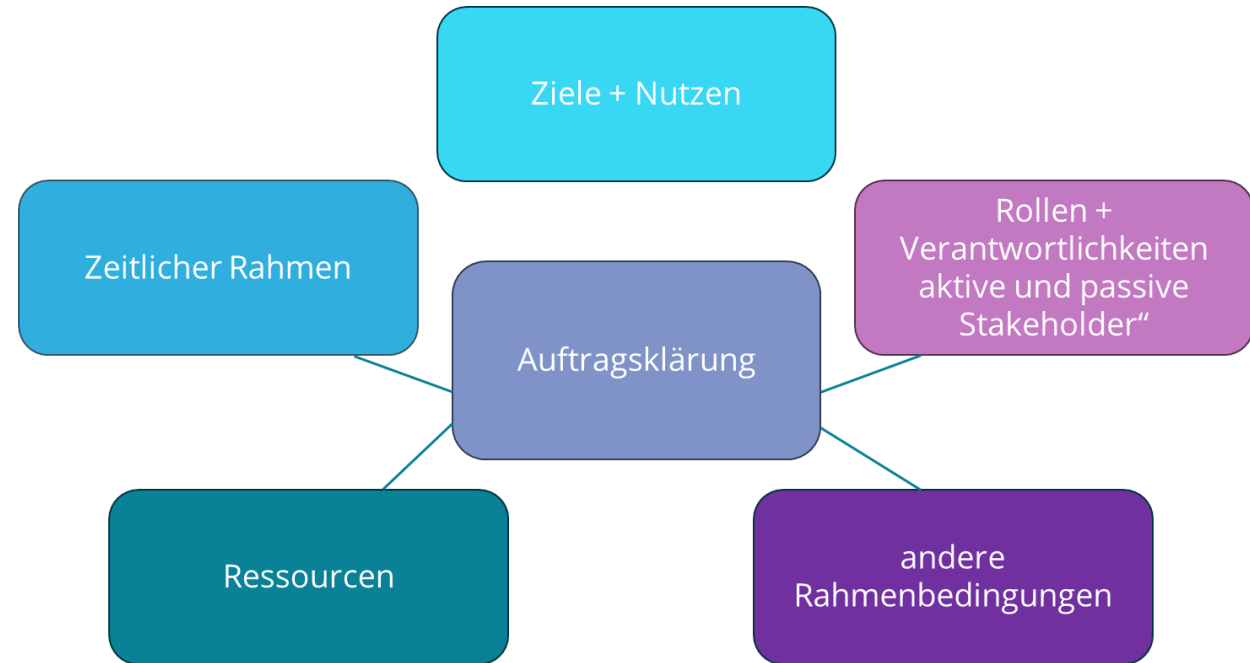 Ziele + Nutzen
Zeitlicher Rahmen
Rollen +
Verantwortlichkeiten
aktive und passive
Stakeholder“
Auftragsklärung
Ressourcen
andere
Rahmenbedingungen